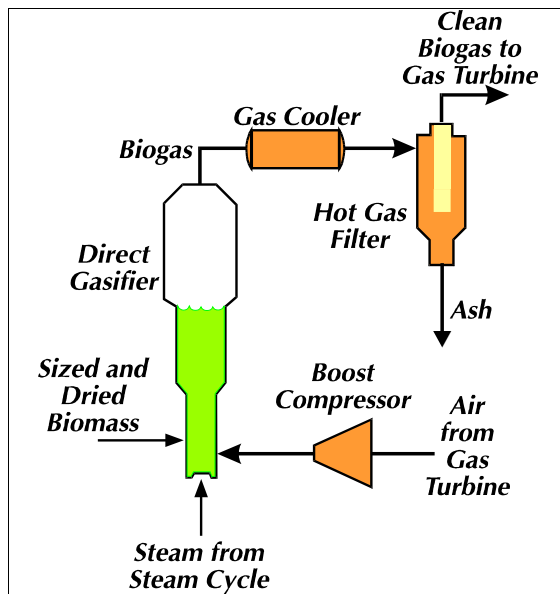 Clean
Biogas to
Gas Turbine
Gas Cooler
Biogas
Hot Gas
Filter
Direct
Gasifier
Ash
Sized and
Dried
Biomass
Boost
Compressor
Air
from
Gas
Turbine
Steam from
Steam Cycle